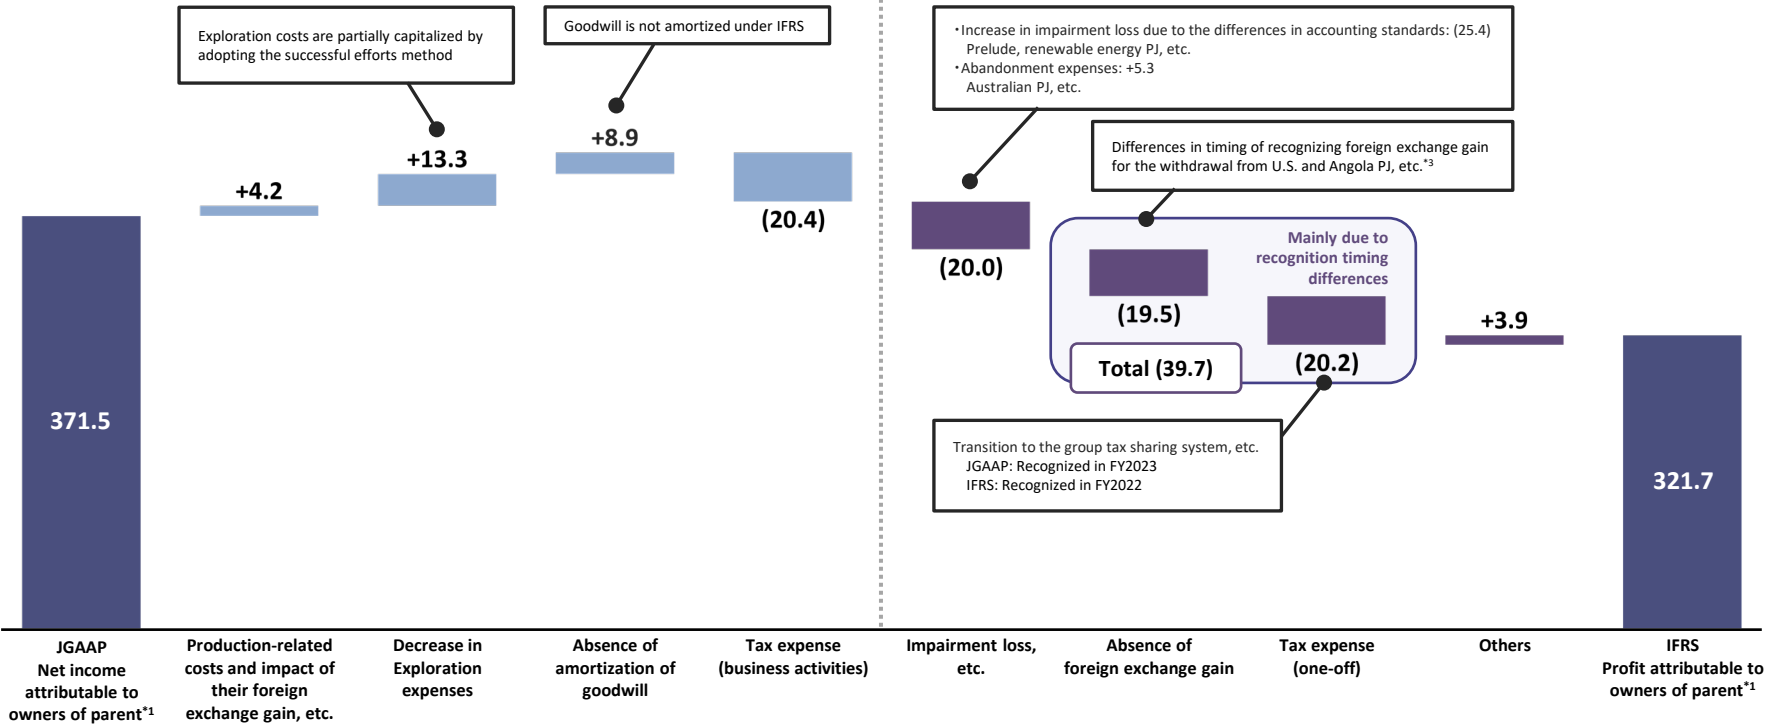 Exploration costs are partially capitalized by
adopting the successful efforts method
Goodwill is not amortized under IFRS
・Increase in impairment loss due to the differences in accounting standards: (25.4)
Prelude, renewable energy PJ, etc.
・Abandonment expenses: +5.3
Australian PJ, etc.
Differences in timing of recognizing foreign exchange gain
for the withdrawal from U.S. and Angola PJ, etc.*3
+4.2
+13.3
+8.9
(20.4)
(20.0)
Mainly due to
recognition timing
differences
(19.5)
(20.2)
Total (39.7)
+3.9
371.5
321.7
Transition to the group tax sharing system, etc.
JGAAP: Recognized in FY2023
IFRS: Recognized in FY2022
JGAAP
Net income
attributable to
owners of parent*1
Production-related
costs and impact of
their foreign
exchange gain, etc.
Decrease in
Exploration
expenses
Absence of
amortization of
goodwill
Tax expense
(business activities)
Impairment loss,
etc.
Absence of
foreign exchange gain
Tax expense
(one-off)
Others
IFRS
Profit attributable to
owners of parent*1